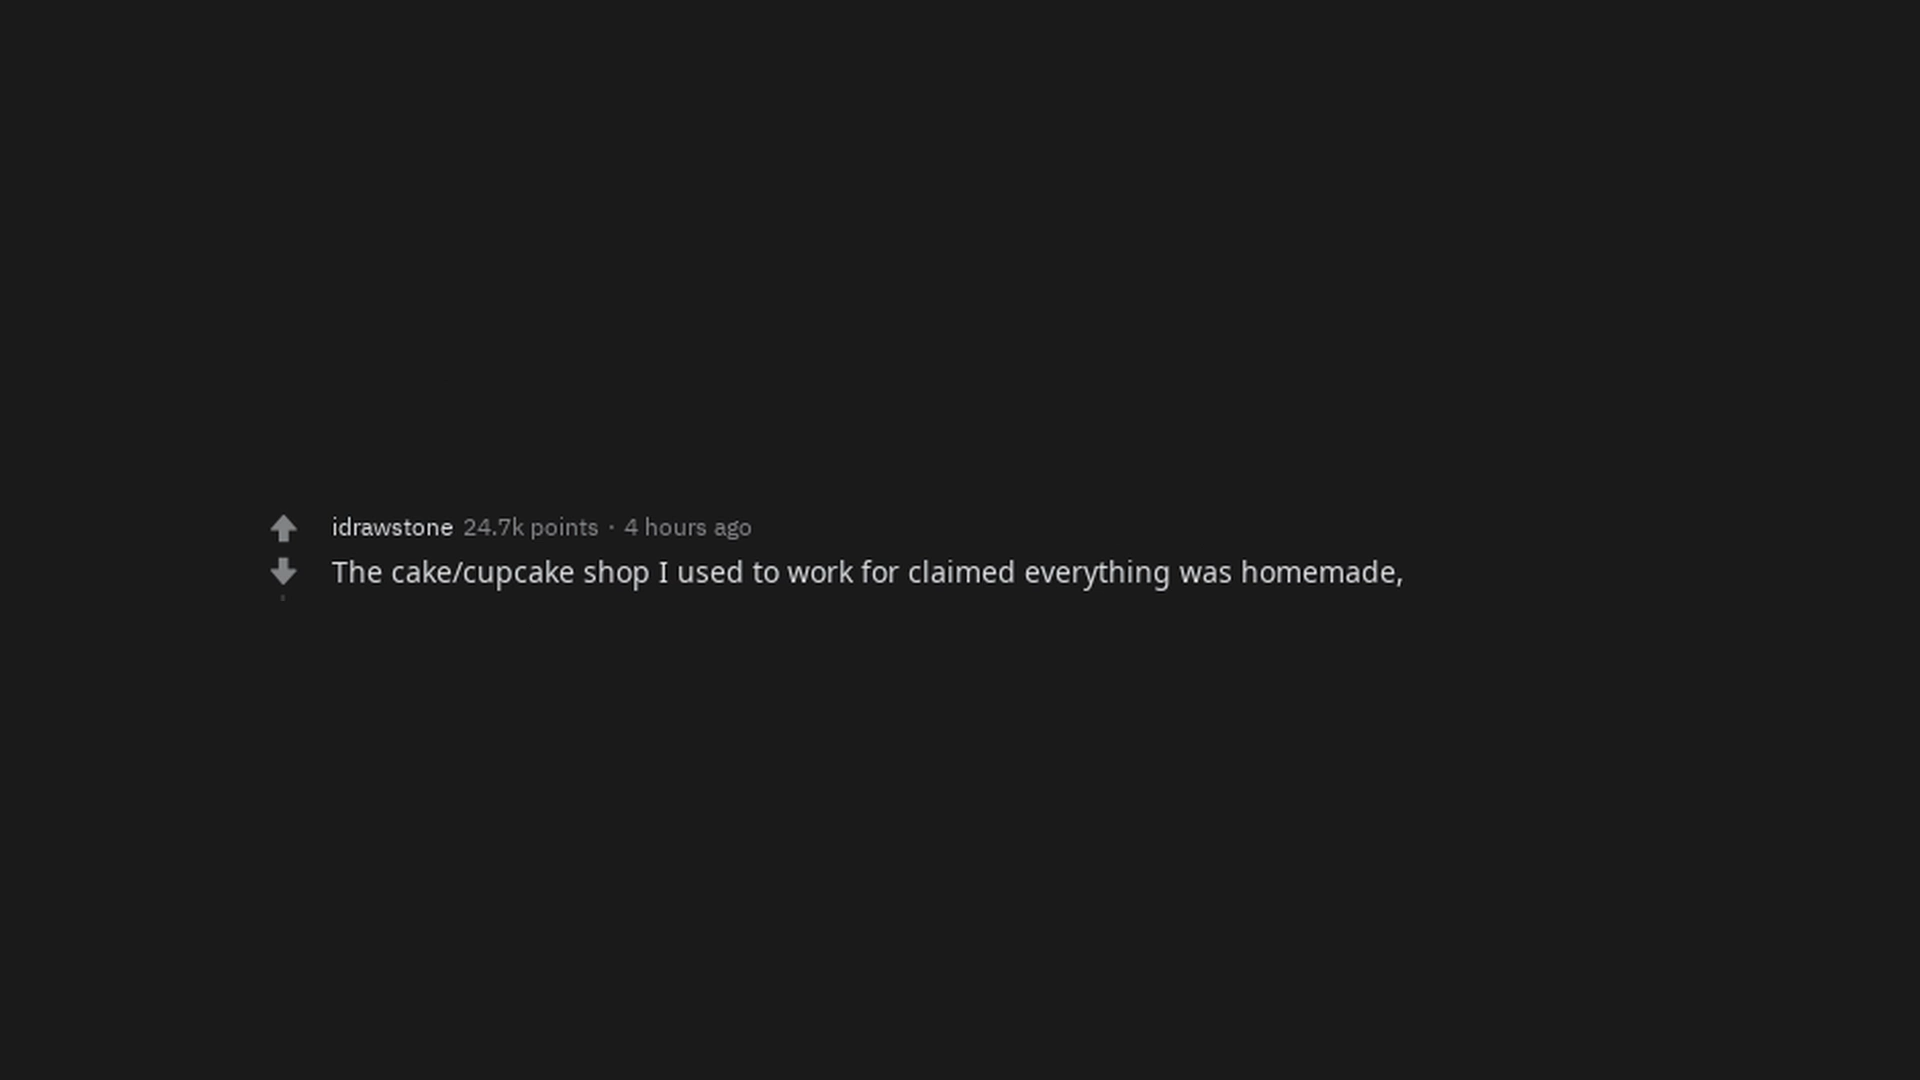 idrawstone 24.7k points · 4 hours ago
The cake/cupcake shop I used to work for claimed everything was homemade,